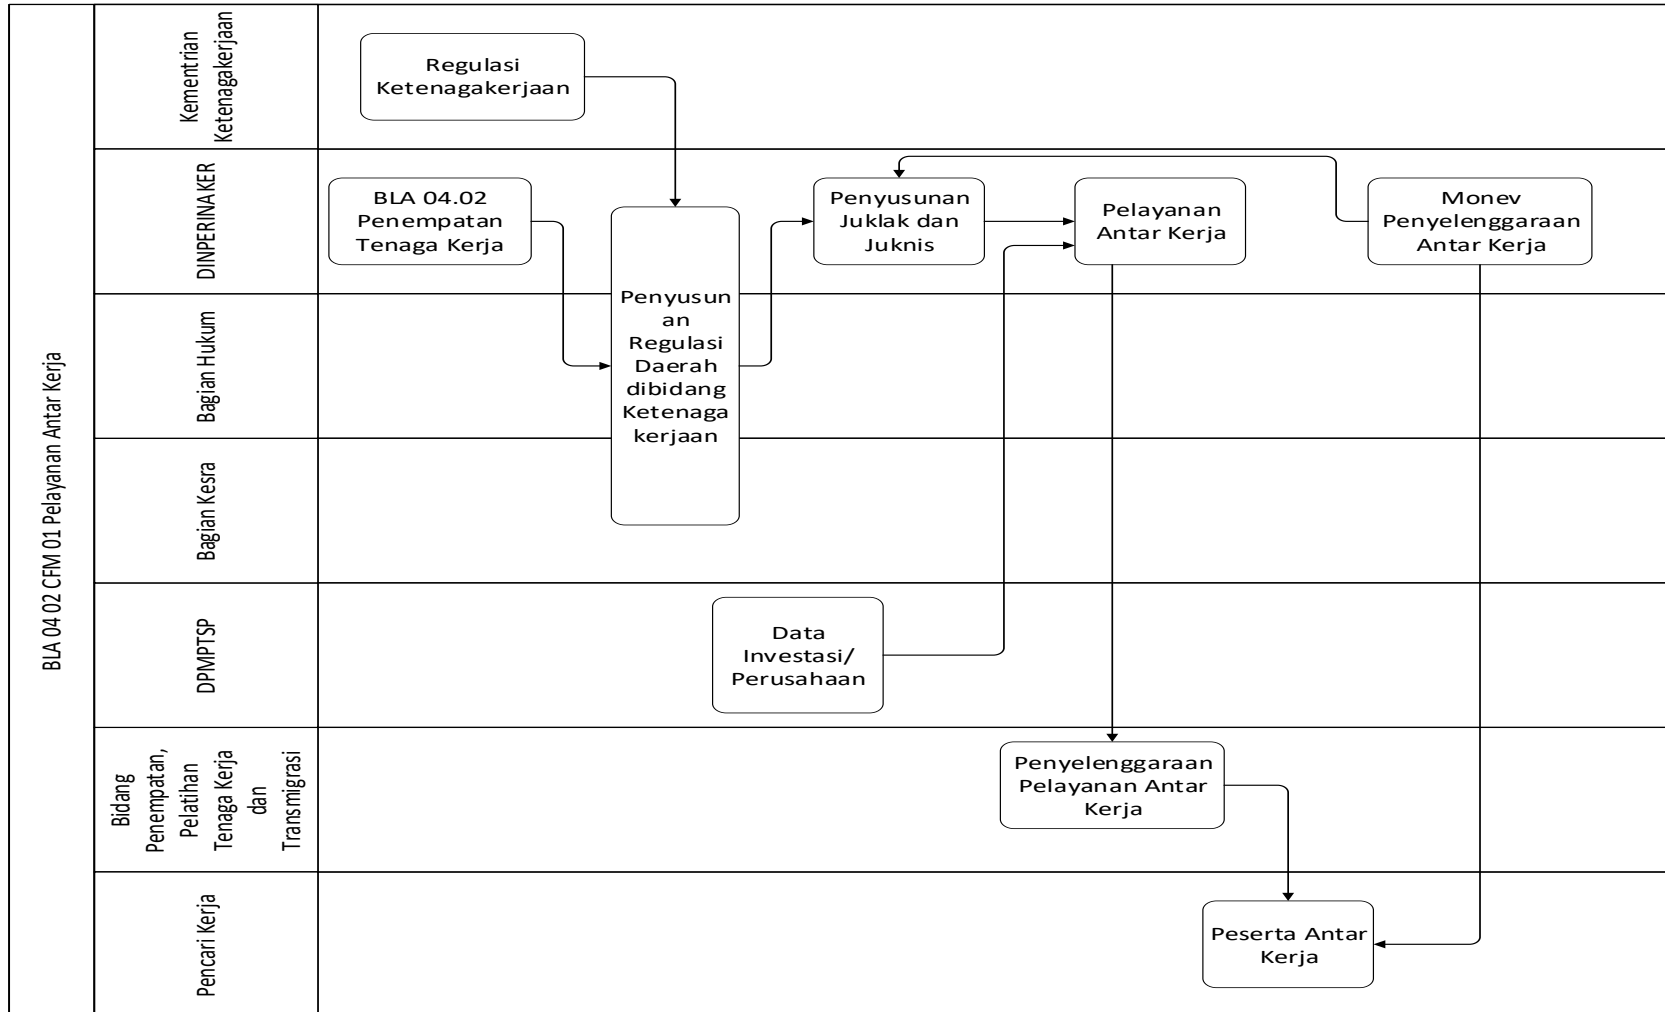 BLA 04 02 CFM 01 Pelayanan Antar Kerja
Kementrian
Ketenagakerjaan
Regulasi
Ketenagakerjaan
DINPERINAKER
BLA 04.02
Penempatan
Tenaga Kerja
Penyusun
an
Regulasi
Daerah
dibidang
Ketenaga
kerjaan
Penyusunan
Juklak dan
Juknis
Pelayanan
Antar Kerja
Monev
Penyelenggaraan
Antar Kerja
Bagian Hukum
Bagian Kesra
DPMPTSP
Data
Investasi/
Perusahaan
Bidang
Penempatan,
Pelatihan
Tenaga Kerja
dan
Transmigrasi
Penyelenggaraan
Pelayanan Antar
Kerja
Pencari Kerja
Peserta Antar
Kerja